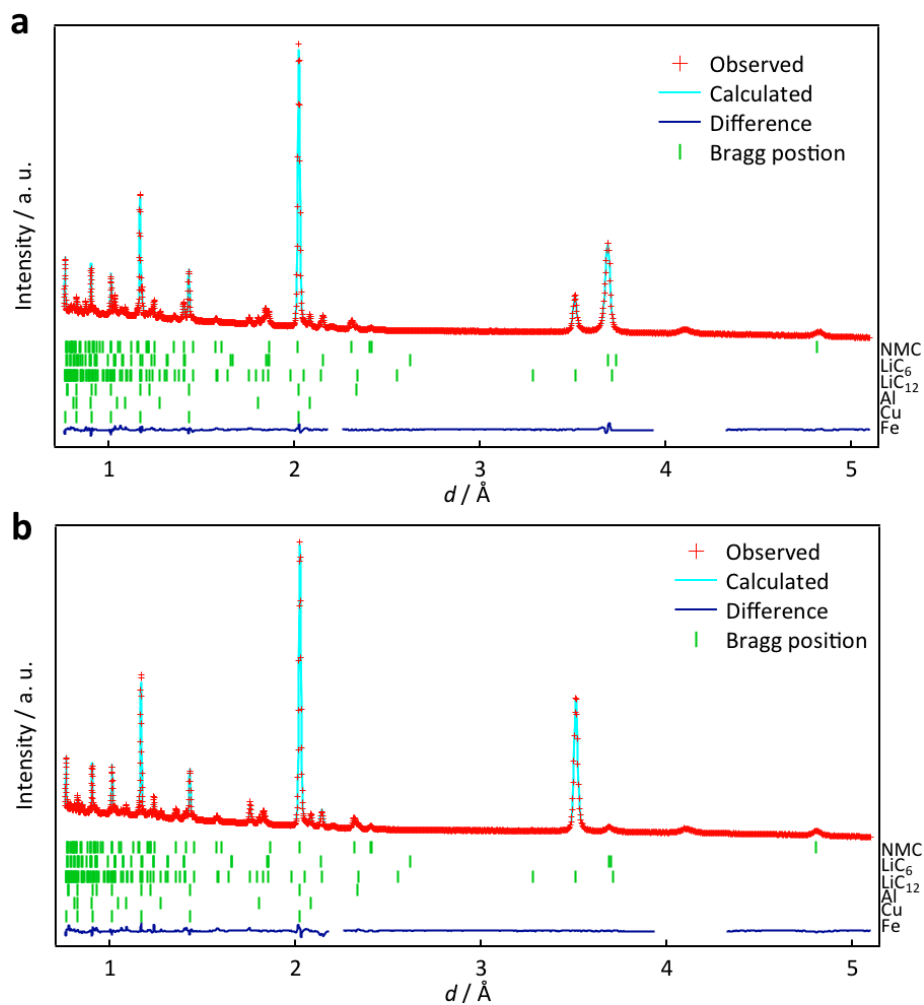 a
Observed
Calculated
Difference
Bragg postion
Intensity / a. u.
NMC
LiC6
LiC12
Al
Cu
Fe
1 2 3 4 5
d / Å
b
Observed
Calculated
Difference
Bragg position
Intensity / a. u.
NMC
LiC6
LiC12
Al
Cu
Fe
1 2 3 4 5
d / Å